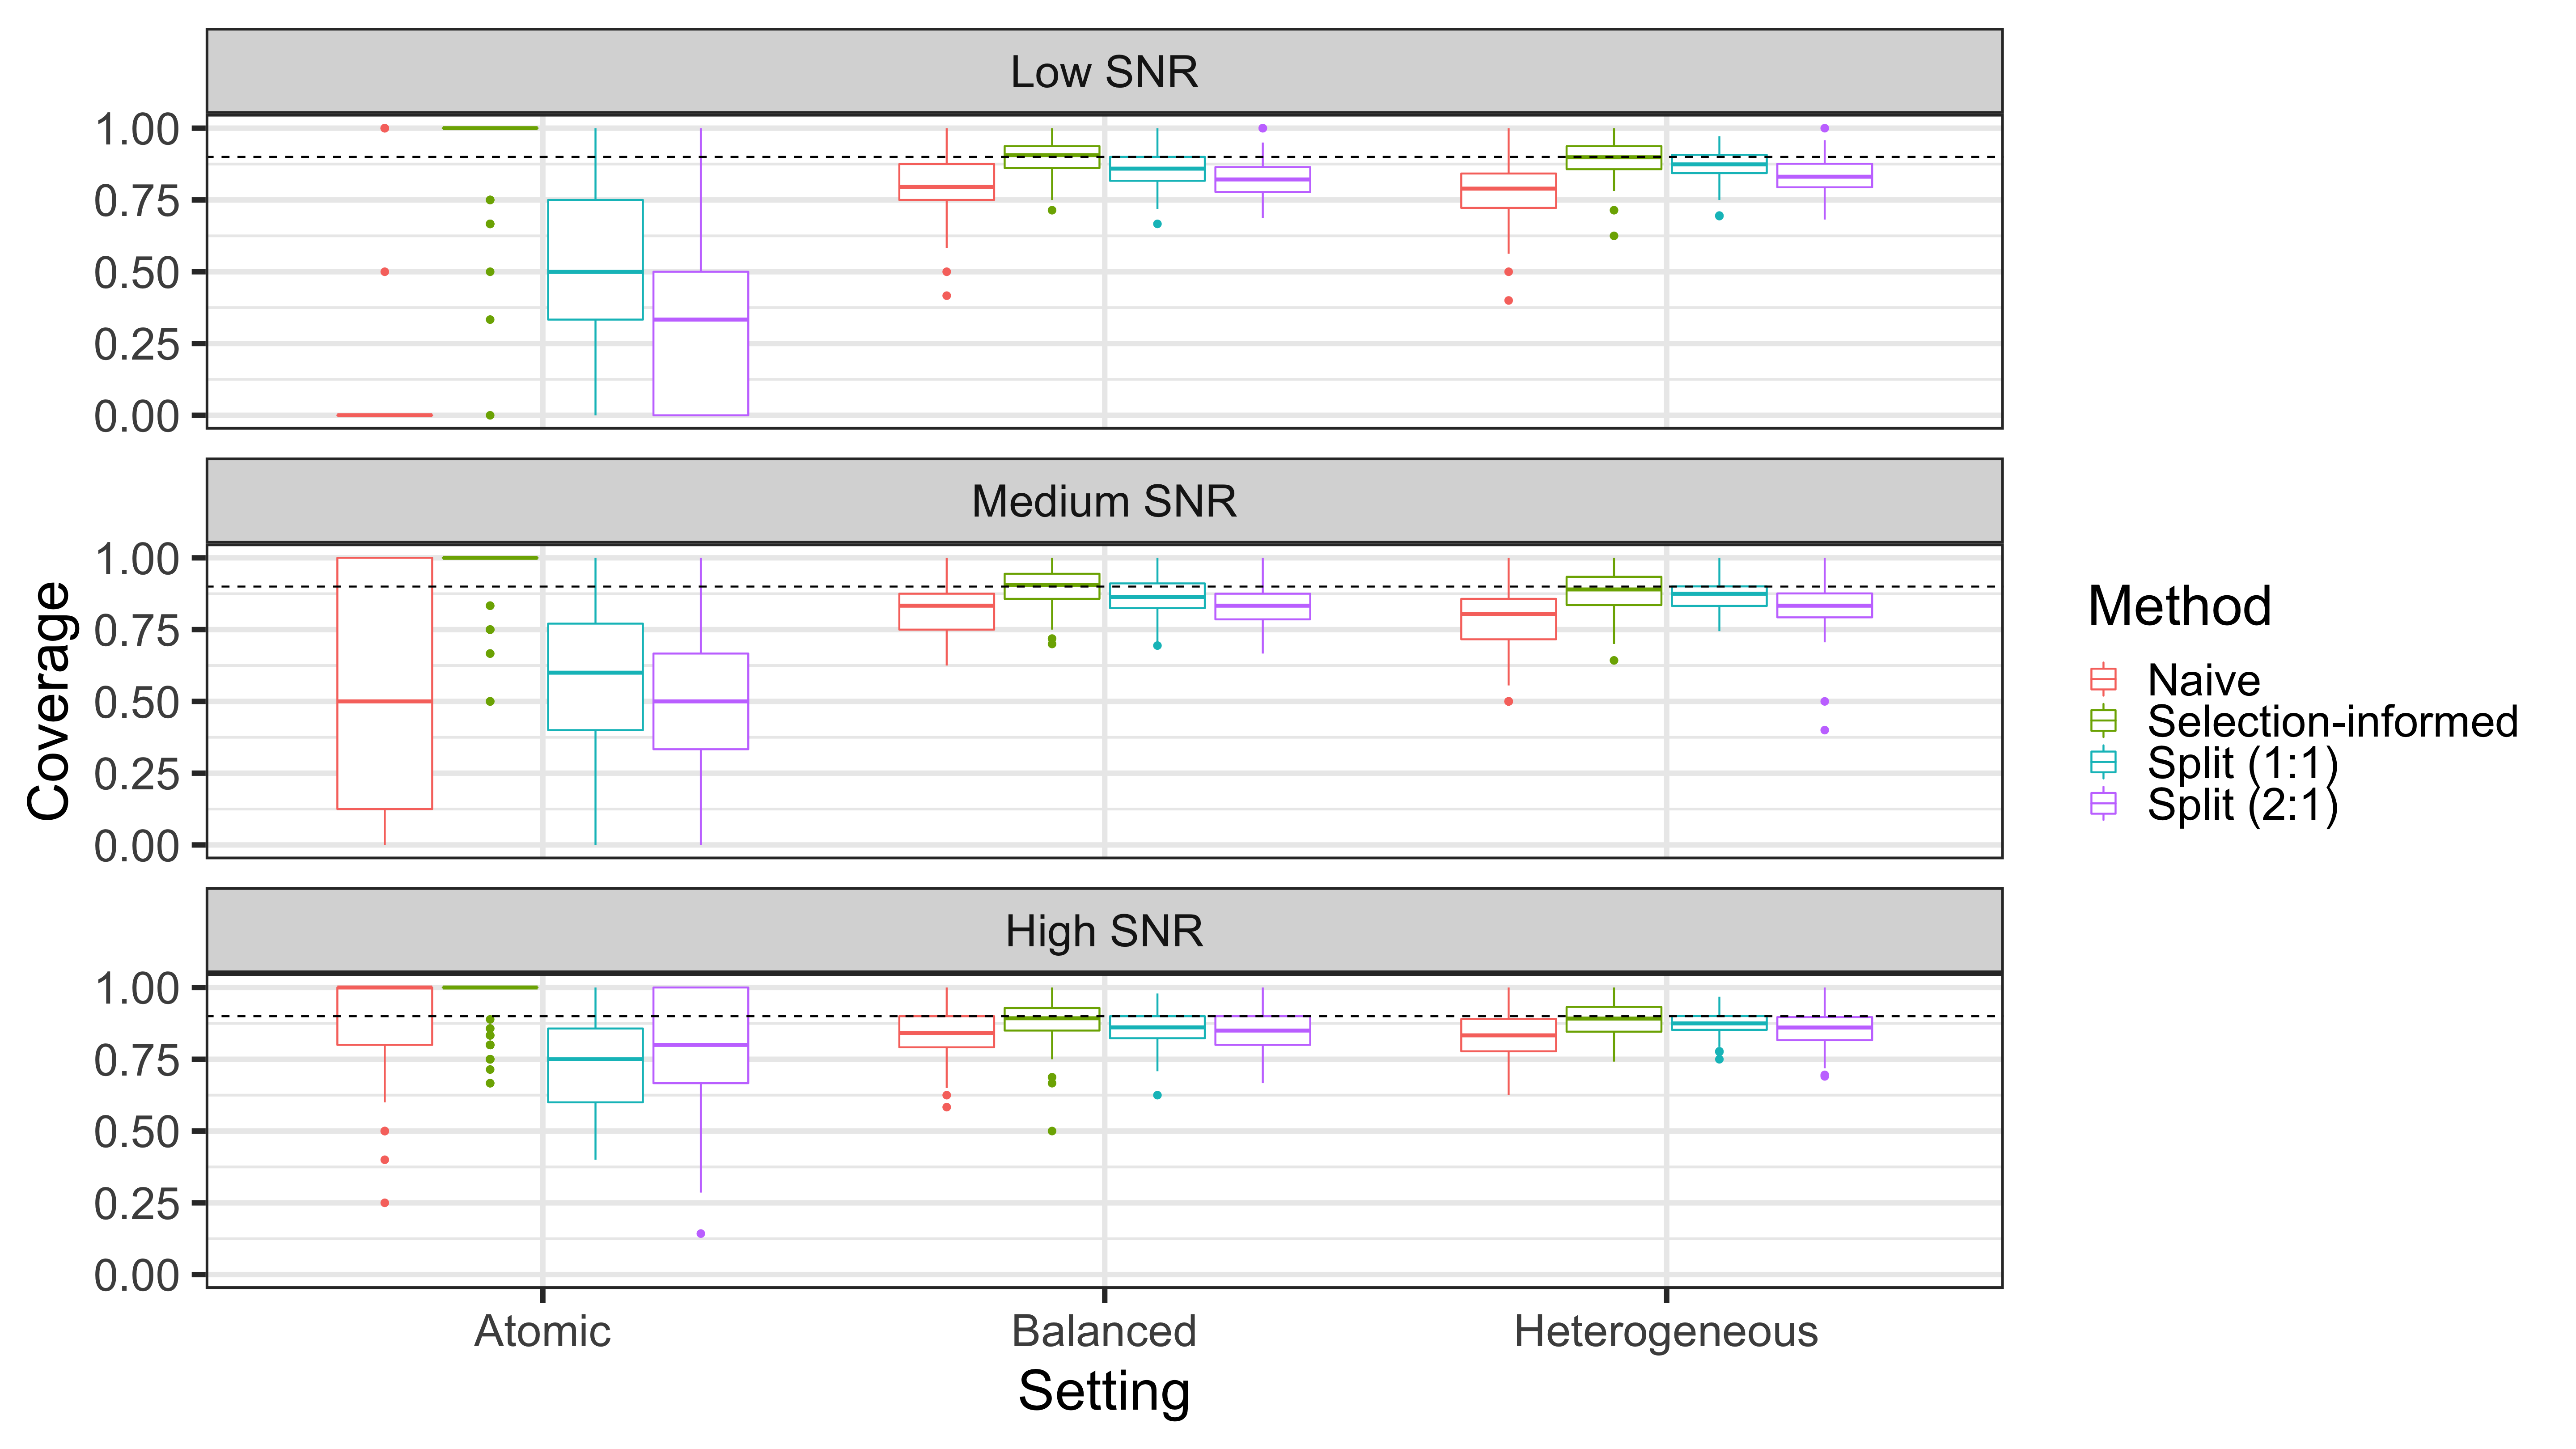 Low SNR
1.00
0.75
0.50
0.25
0.00
Medium SNR
1.00
0.75
0.50
0.25
0.00
High SNR
1.00
0.75
0.50
0.25
0.00
Coverage
Atomic Balanced Heterogeneous
Setting
Method
Naive
Selection-informed
Split (1:1)
Split (2:1)